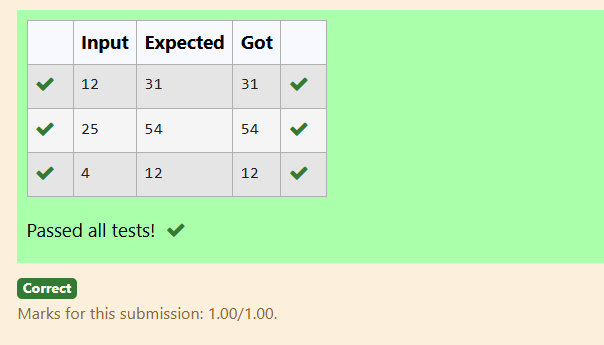 Input Expected Got
12 31 31
25 54 54
4 12 12
Passed all tests!
Correct
Marks for this submission: 1.00/1.00.